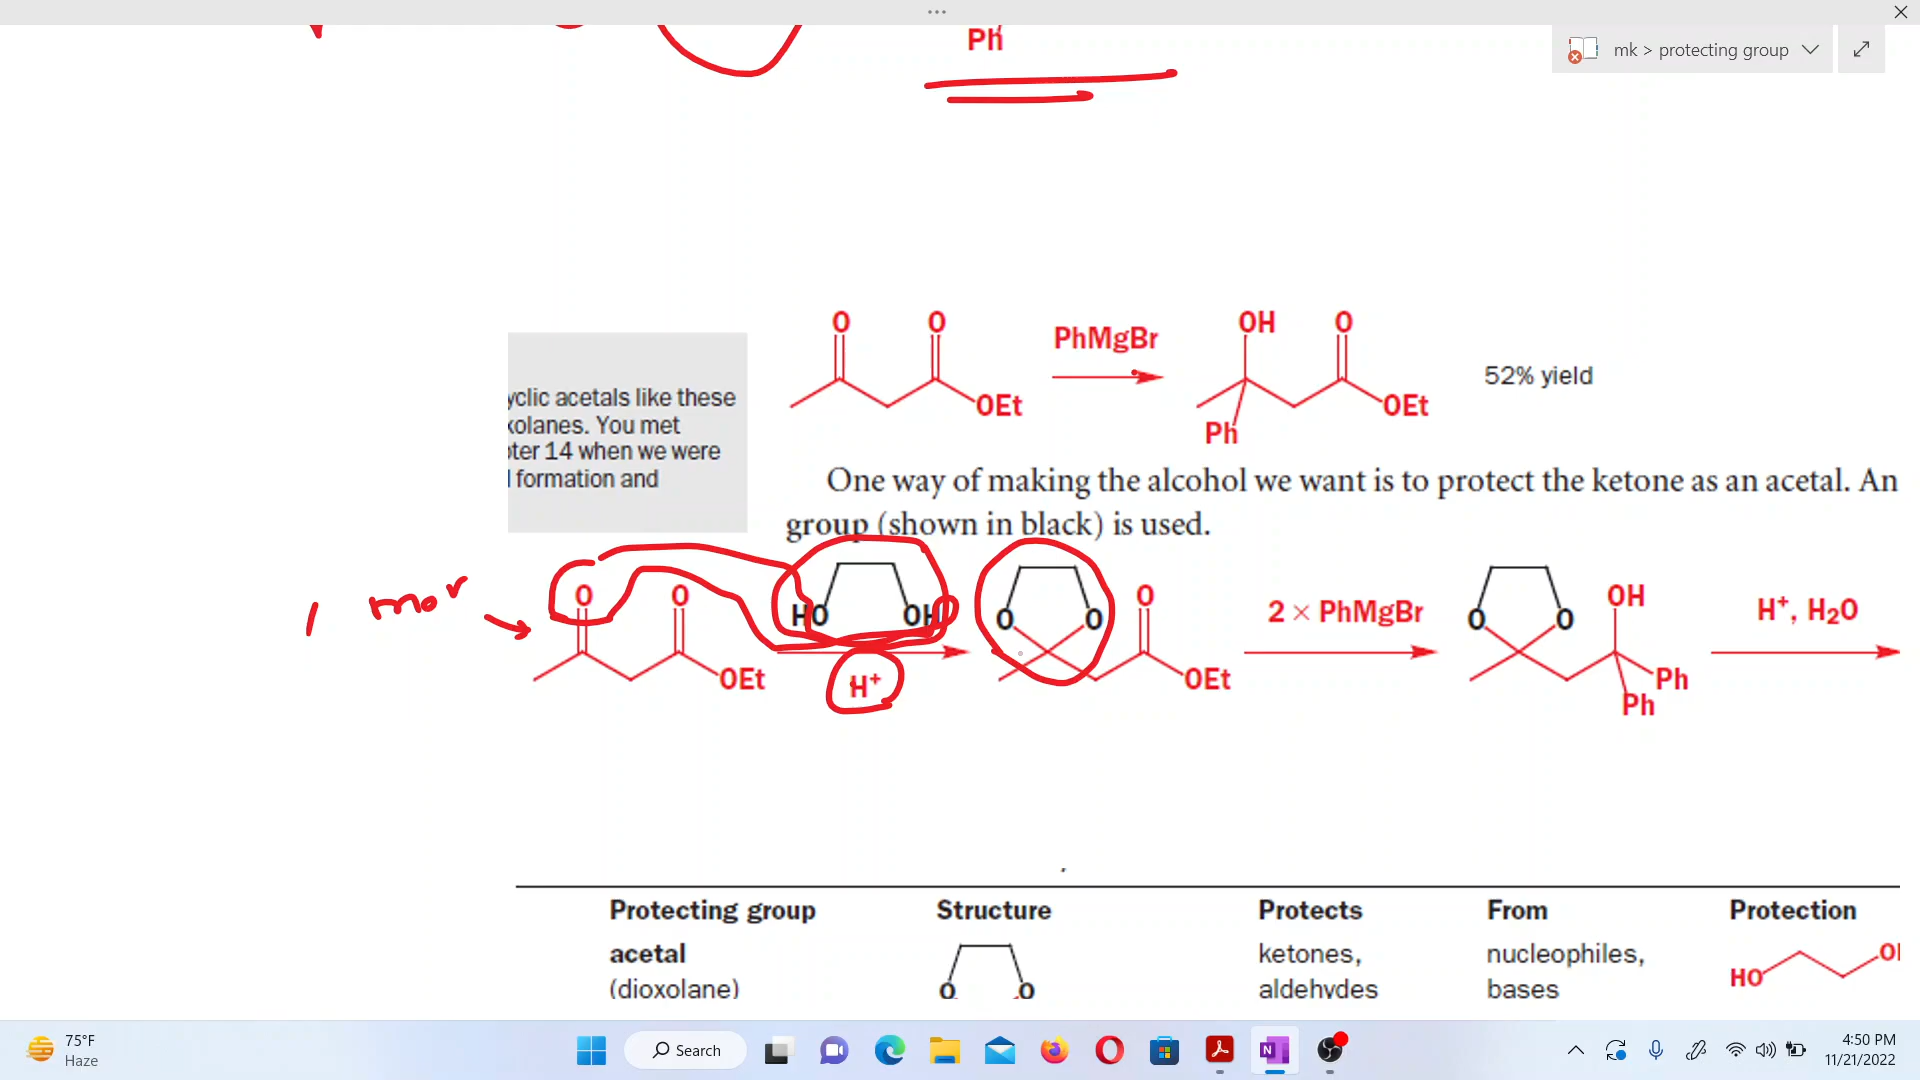 Ph
mk > protecting group
O O PhMgBr OH O
OEt Ph OEt 52% yield
yclic acetals like these
xolanes. You met
ter 14 when we were
formation and
One way of making the alcohol we want is to protect the ketone as an acetal. An
group (shown in black) is used.
1 mor
O O OEt
HO OH
H+
O O O OEt
2 × PhMgBr
O O OH Ph Ph
H+, H2O
Protecting group Structure Protects From Protection
acetal ketones, nucleophiles, HO
(dioxolane) O O aldehydes bases
75°F
Haze
Search
4:50 PM
11/21/2022